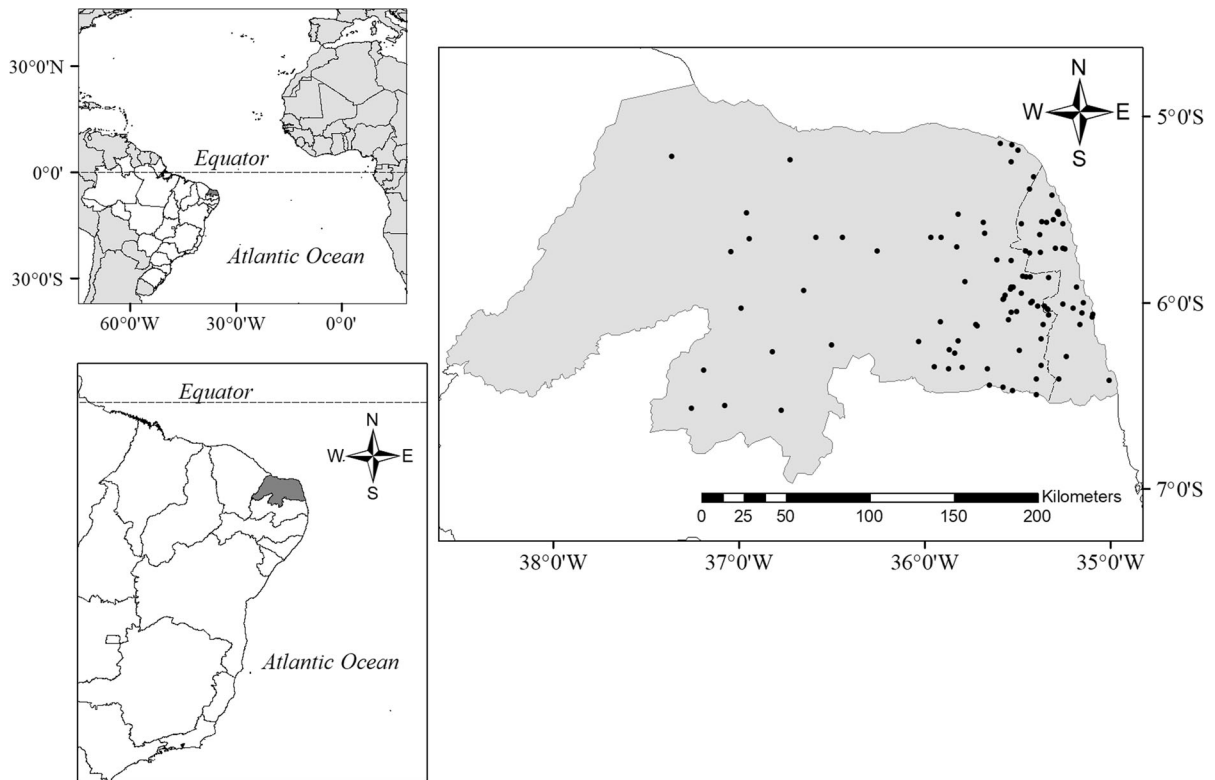 30°0'N
0°0'
30°0'S
60°0'W 30°0'W 0°0'
Equator
Atlantic Ocean
Equator
N
W. E
S
Atlantic Ocean
N
W E
S
5°0'S
6°0'S
7°0'S
Kilometers
0 25 50 100 150 200
38°0'W 37°0'W 36°0'W 35°0'W